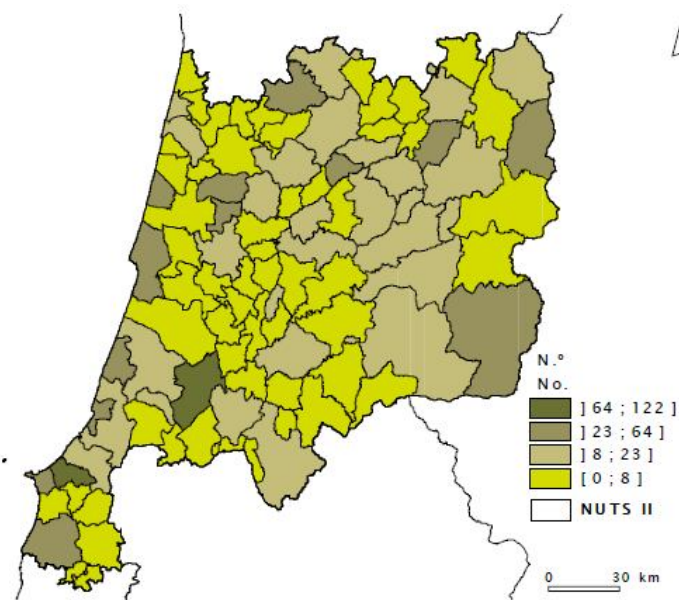 N.º
No.
] 64 ; 122 ]
] 23 ; 64 ]
] 8 ; 23 ]
[ 0 ; 8 ]
NUTS II
0 30 km